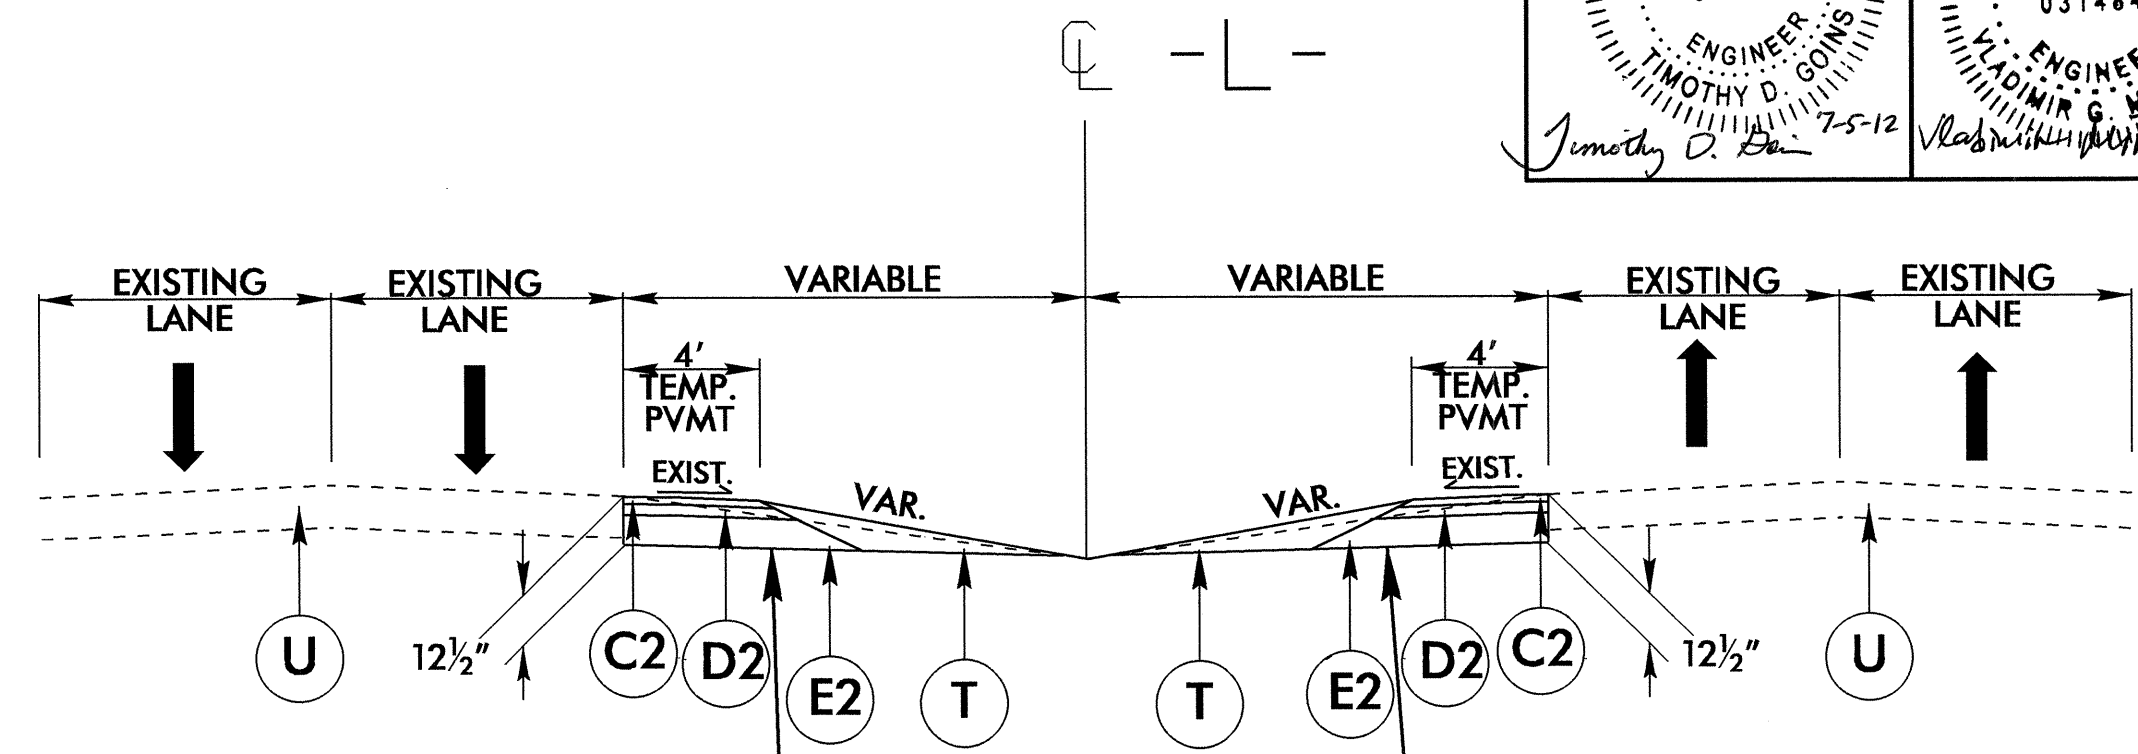 ℄ -L-
ENGINEER
TIMOTHY D. GOINS
Timothy D. Goins 7-5-12
031484
VLADIMIR G.
EXISTING LANE
EXISTING LANE
VARIABLE
VARIABLE
EXISTING LANE
EXISTING LANE
4'
TEMP.
PVMT
4'
TEMP.
PVMT
EXIST.
VAR.
VAR.
EXIST.
U
12½"
C2
D2
E2
T
T
E2
D2
C2
12½"
U